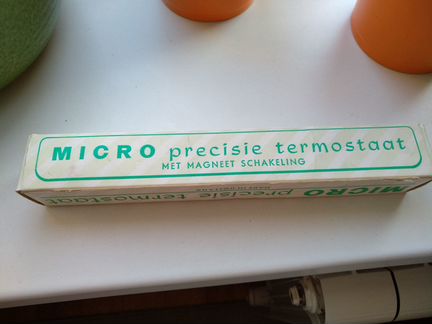 MICRO precisie termostaat
MET MAGNEET SCHAKELING
MICRO precisie termostaat